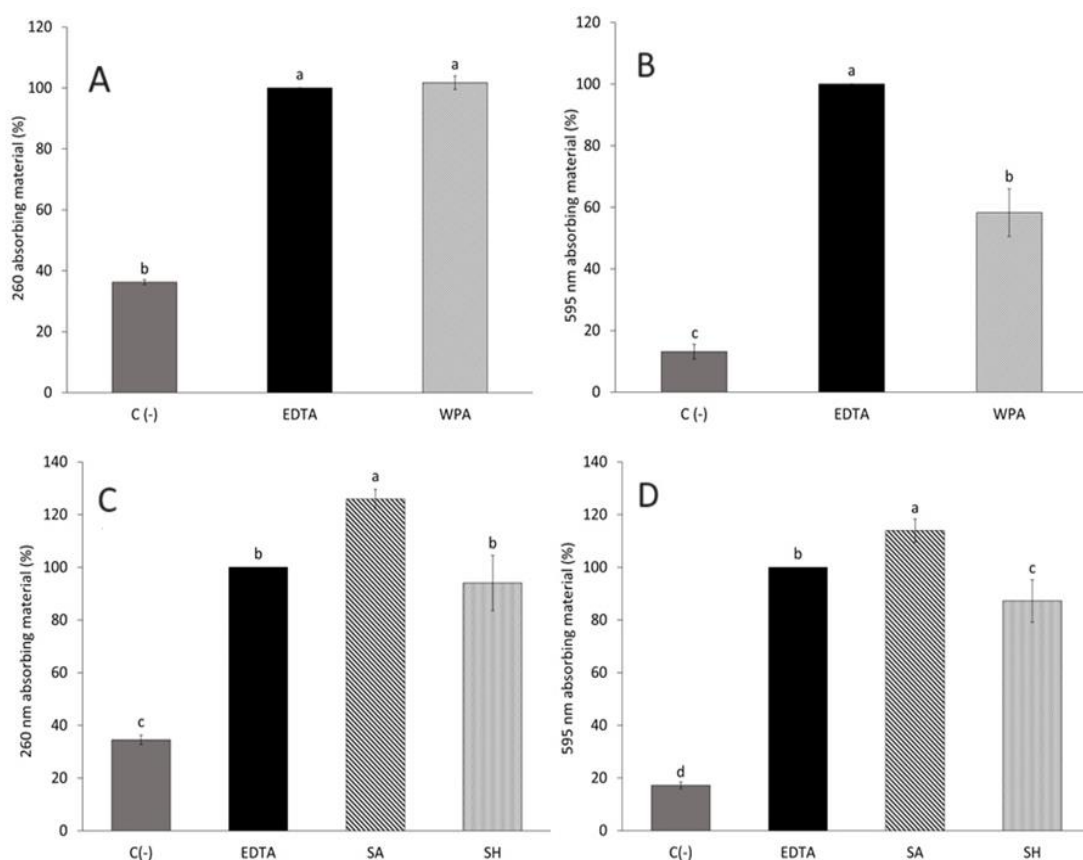 A
260 absorbing material (%)
120
100
80
60
40
20
0
b
a
a
C (-)
EDTA
WPA
B
595 nm absorbing material (%)
120
100
80
60
40
20
0
c
a
b
C (-)
EDTA
WPA
C
260 nm absorbing material (%)
140
120
100
80
60
40
20
0
c
b
a
b
C(-)
EDTA
SA
SH
D
595 nm absorbing material (%)
140
120
100
80
60
40
20
0
d
b
a
c
C(-)
EDTA
SA
SH